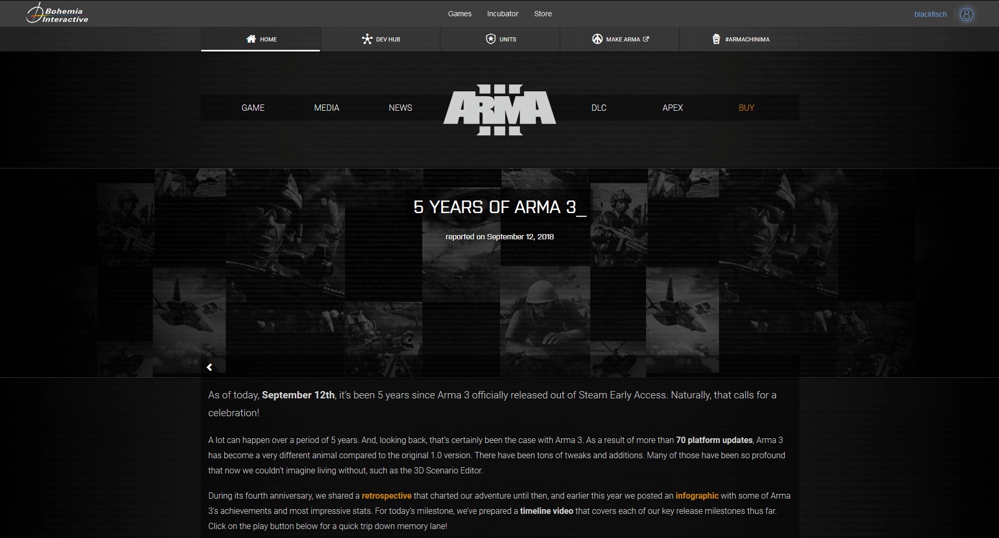 Bohemia
Interactive
Games
Incubator
Store
blackfisch
HOME
DEV HUB
UNITS
MAKE ARMA
#ARMACHINIMA
GAME
MEDIA
NEWS
ARMA
III
DLC
APEX
BUY
5 YEARS OF ARMA 3_
reported on September 12, 2018
As of today, September 12th, it’s been 5 years since Arma 3 officially released out of Steam Early Access. Naturally, that calls for a
celebration!
A lot can happen over a period of 5 years. And, looking back, that’s certainly been the case with Arma 3. As a result of more than 70 platform updates, Arma 3
has become a very different animal compared to the original 1.0 version. There have been tons of tweaks and additions. Many of those have been so profound
that now we couldn’t imagine living without, such as the 3D Scenario Editor.
During its fourth anniversary, we shared a retrospective that charted our adventure until then, and earlier this year we posted an infographic with some of Arma
3’s achievements and most impressive stats. For today’s milestone, we’ve prepared a timeline video that covers each of our key release milestones thus far.
Click on the play button below for a quick trip down memory lane!